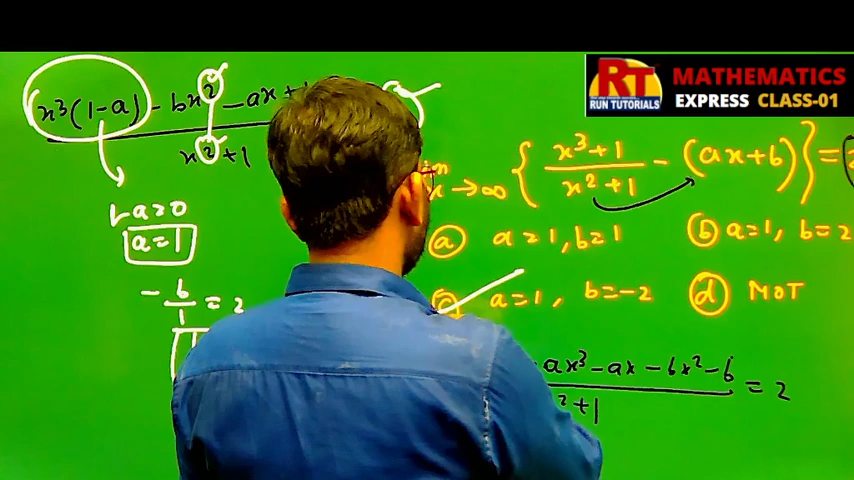 RT MATHEMATICS
RUN TUTORIALS EXPRESS CLASS-01
x³(1-a) - bx² - ax+
x²+1
x→∞ { x³+1 / x²+1 - (ax+b) } =
a=0
a=1
- b/1 = 2
(a) a=1, b=1 (b) a=1, b=2
a=1, b=-2 (d) NOT
ax³ - ax - bx² - b = 2
²+1